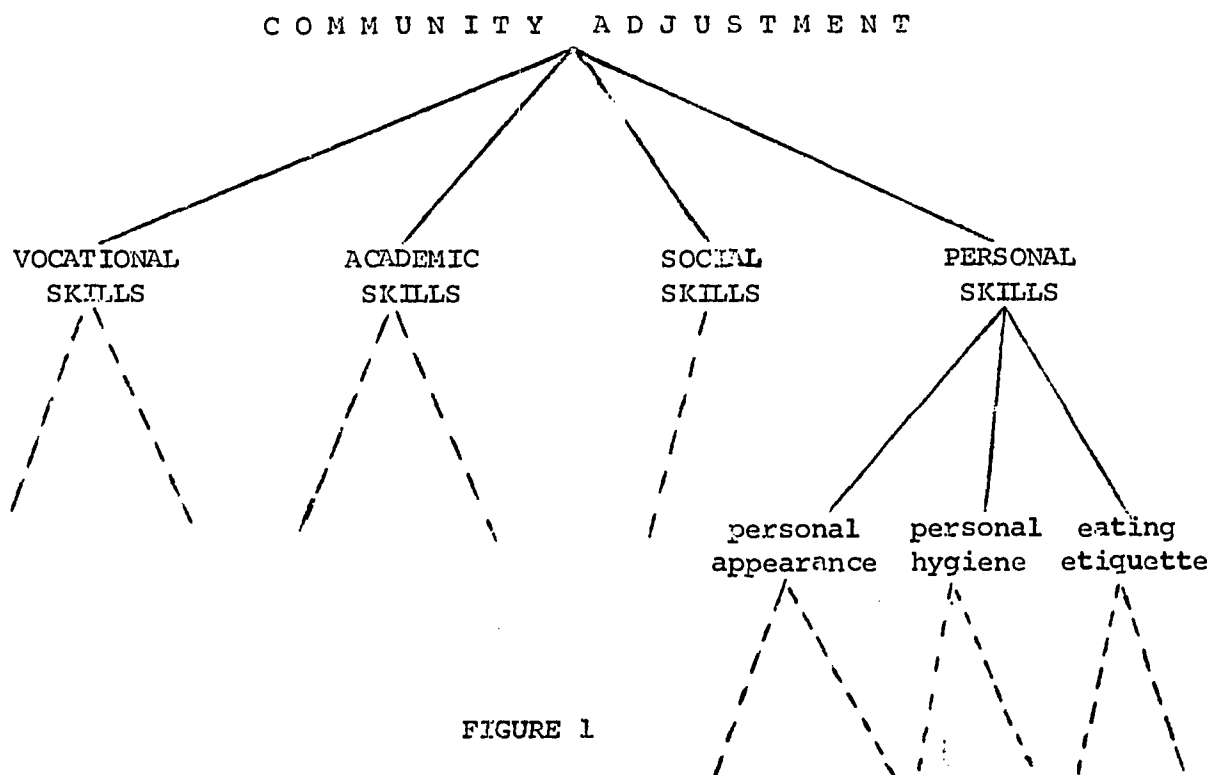 COMMUNITY ADJUSTMENT
VOCATIONAL
SKILLS
ACADEMIC
SKILLS
SOCIAL
SKILLS
PERSONAL
SKILLS
personal
appearance
personal
hygiene
eating
etiquette
FIGURE 1